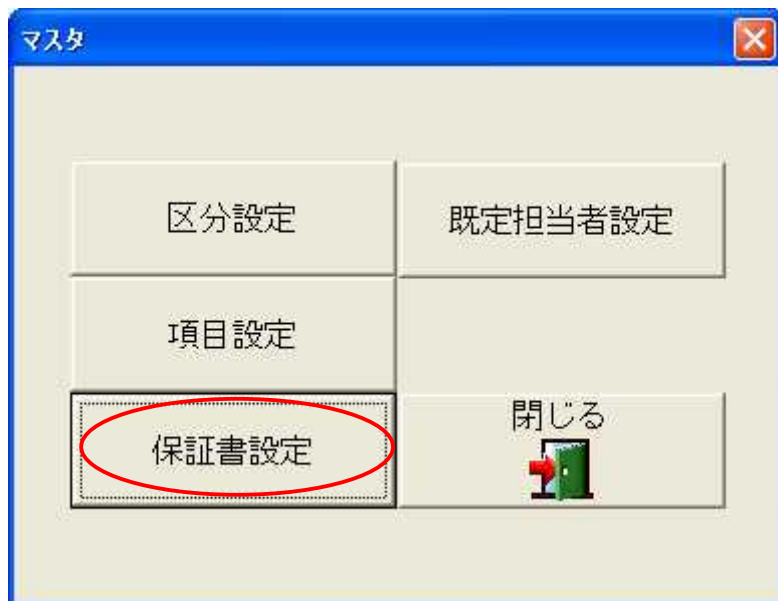 マスタ
区分設定
既定担当者設定
項目設定
保証書設定
閉じる